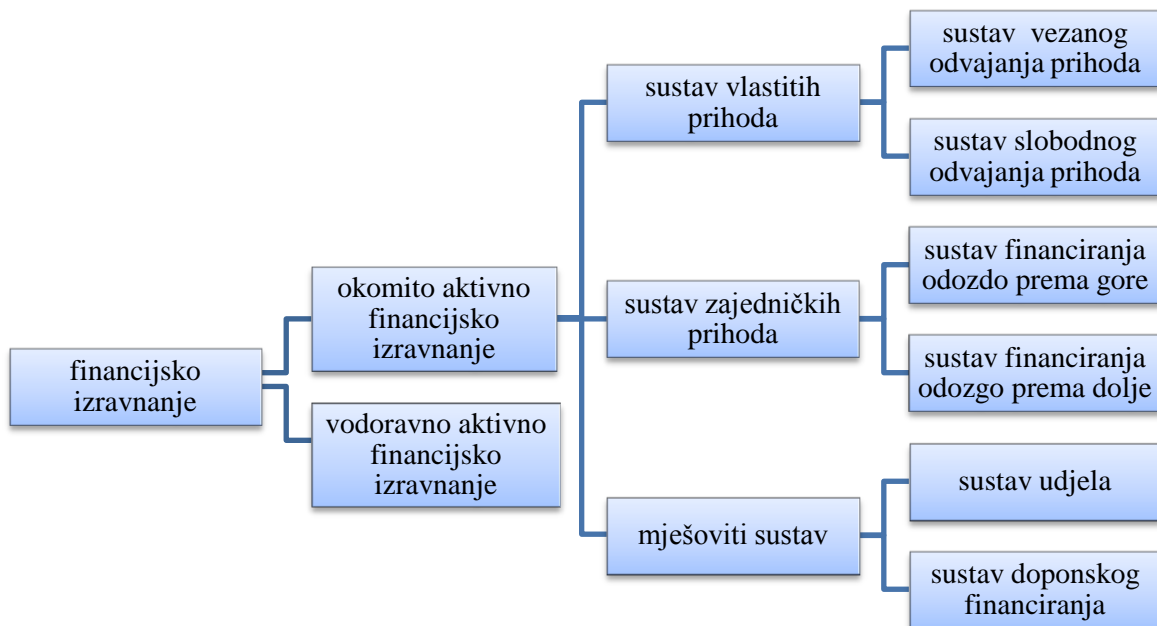 financijsko
izravnanje
okomito aktivno
financijsko
izravnanje
vodoravno aktivno
financijsko
izravnanje
sustav vlastitih
prihoda
sustav zajedničkih
prihoda
mješoviti sustav
sustav  vezanog
odvajanja prihoda
sustav slobodnog
odvajanja prihoda
sustav financiranja
odozdo prema gore
sustav financiranja
odozgo prema dolje
sustav udjela
sustav doponskog
financiranja